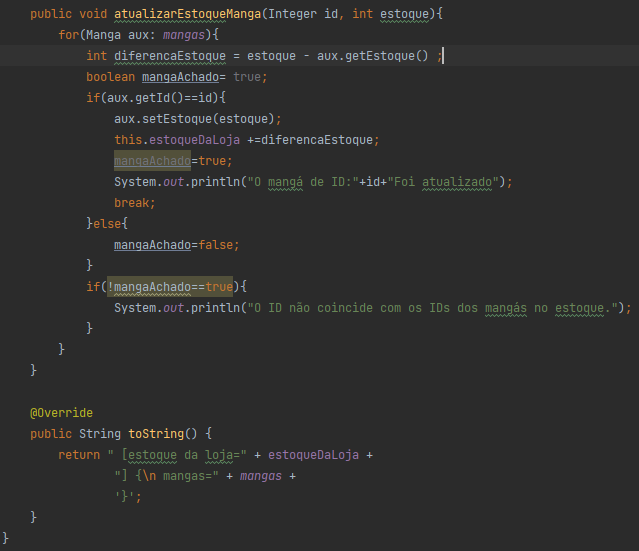 public void atualizarEstoqueManga(Integer id, int estoque){
for(Manga aux: mangas){
int diferencaEstoque = estoque - aux.getEstoque() ;
boolean mangaAchado= true;
if(aux.getId()==id){
aux.setEstoque(estoque);
this.estoqueDaLoja +=diferencaEstoque;
mangaAchado=true;
System.out.println("O mangá de ID:"+id+"Foi atualizado");
break;
}else{
mangaAchado=false;
}
if(!mangaAchado==true){
System.out.println("O ID não coincide com os IDs dos mangás no estoque.");
}
}
}
@Override
public String toString() {
return " [estoque da loja=" + estoqueDaLoja +
"] {\n mangas=" + mangas +
'}';
}
}